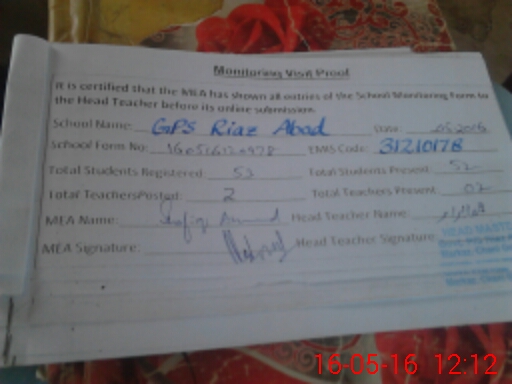 Monitoring Visit Proof
It is certified that the MEA has shown all entries of the School Monitoring Form to
the Head Teacher before its online submission.
School Name: GPS Riaz Abad Date:
School Form No: EMIS Code: 31210178
Total Students Registered: 52 Total Students Present: 52
Total Teachers Posted: 2 Total Teachers Present: 02
MEA Name: Head Teacher Name:
MEA Signature: Head Teacher Signature:
HEAD MASTER
16-05-16 12:12